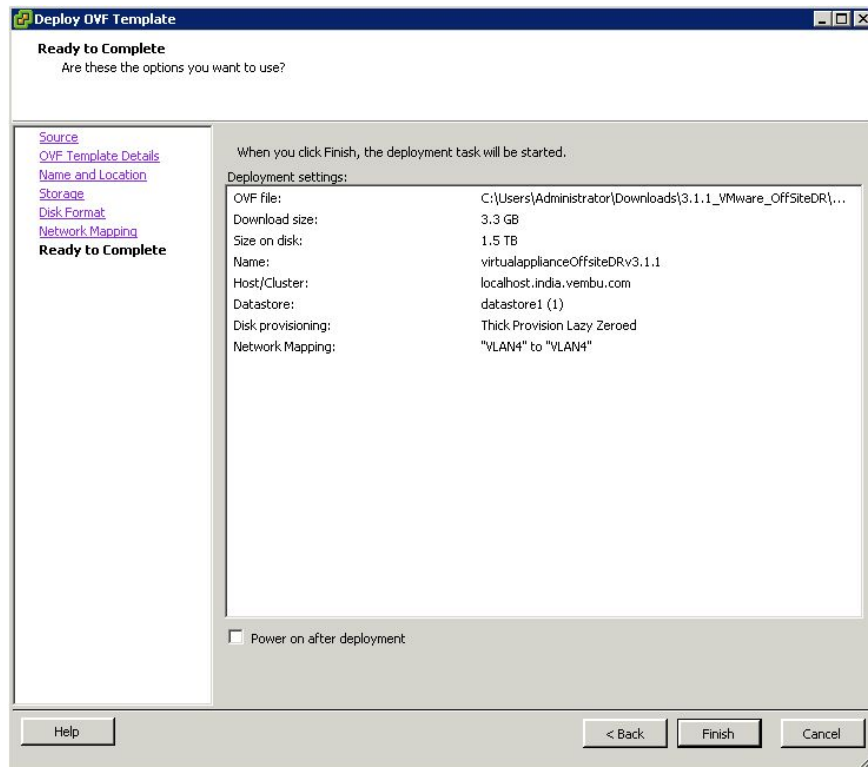 Deploy OVF Template
Ready to Complete
Are these the options you want to use?
Source
OVF Template Details
Name and Location
Storage
Disk Format
Network Mapping
Ready to Complete
When you click Finish, the deployment task will be started.
Deployment settings:
OVF file: C:\Users\Administrator\Downloads\3.1.1_VMware_OffSiteDR\...
Download size: 3.3 GB
Size on disk: 1.5 TB
Name: virtualapplianceOffsiteDRv3.1.1
Host/Cluster: localhost.india.vembu.com
Datastore: datastore1 (1)
Disk provisioning: Thick Provision Lazy Zeroed
Network Mapping: "VLAN4" to "VLAN4"
Power on after deployment
Help < Back Finish Cancel